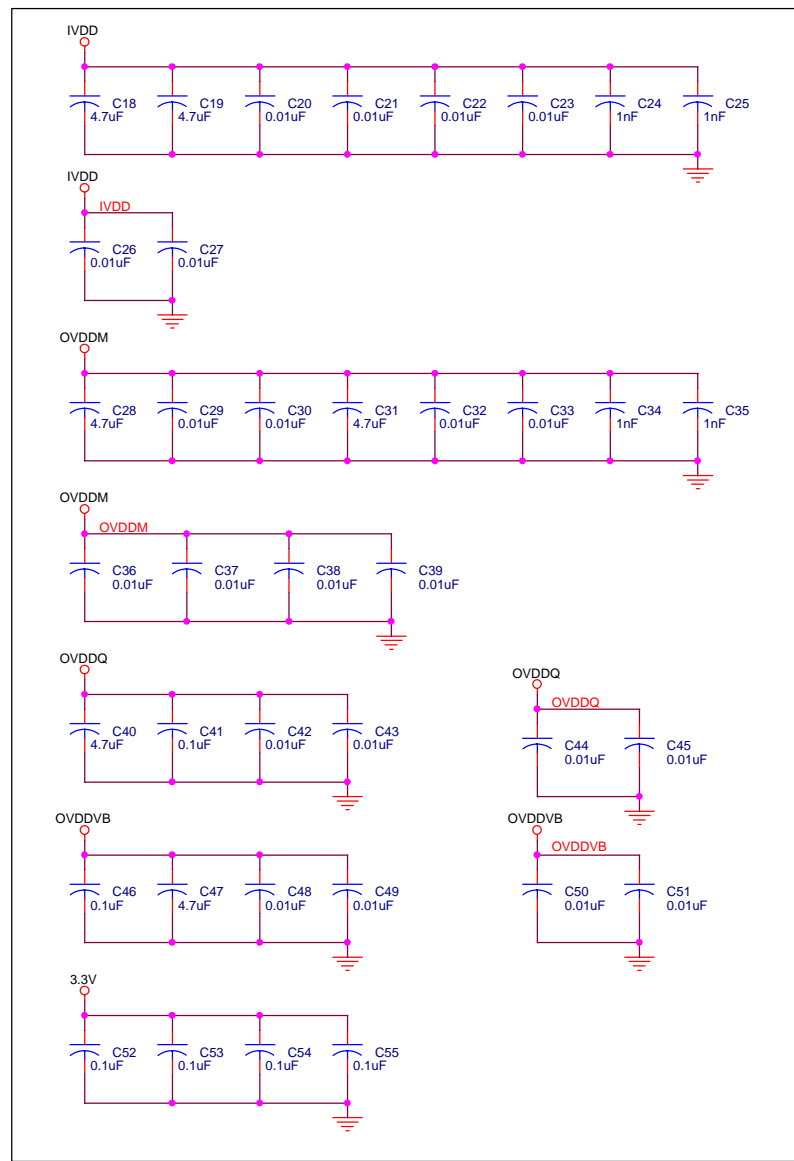 IVDD
C18 C19 C20 C21 C22 C23 C24 C25
4.7uF 4.7uF 0.01uF 0.01uF 0.01uF 0.01uF 1nF 1nF
IVDD
IVDD
C26 C27
0.01uF 0.01uF
OVDDM
C28 C29 C30 C31 C32 C33 C34 C35
4.7uF 0.01uF 0.01uF 4.7uF 0.01uF 0.01uF 1nF 1nF
OVDDM
OVDDM
C36 C37 C38 C39
0.01uF 0.01uF 0.01uF 0.01uF
OVDDQ
C40 C41 C42 C43
4.7uF 0.1uF 0.01uF 0.01uF
OVDDQ
OVDDQ
C44 C45
0.01uF 0.01uF
OVDDVB
C46 C47 C48 C49
0.1uF 4.7uF 0.01uF 0.01uF
OVDDVB
OVDDVB
C50 C51
0.01uF 0.01uF
3.3V
C52 C53 C54 C55
0.1uF 0.1uF 0.1uF 0.1uF